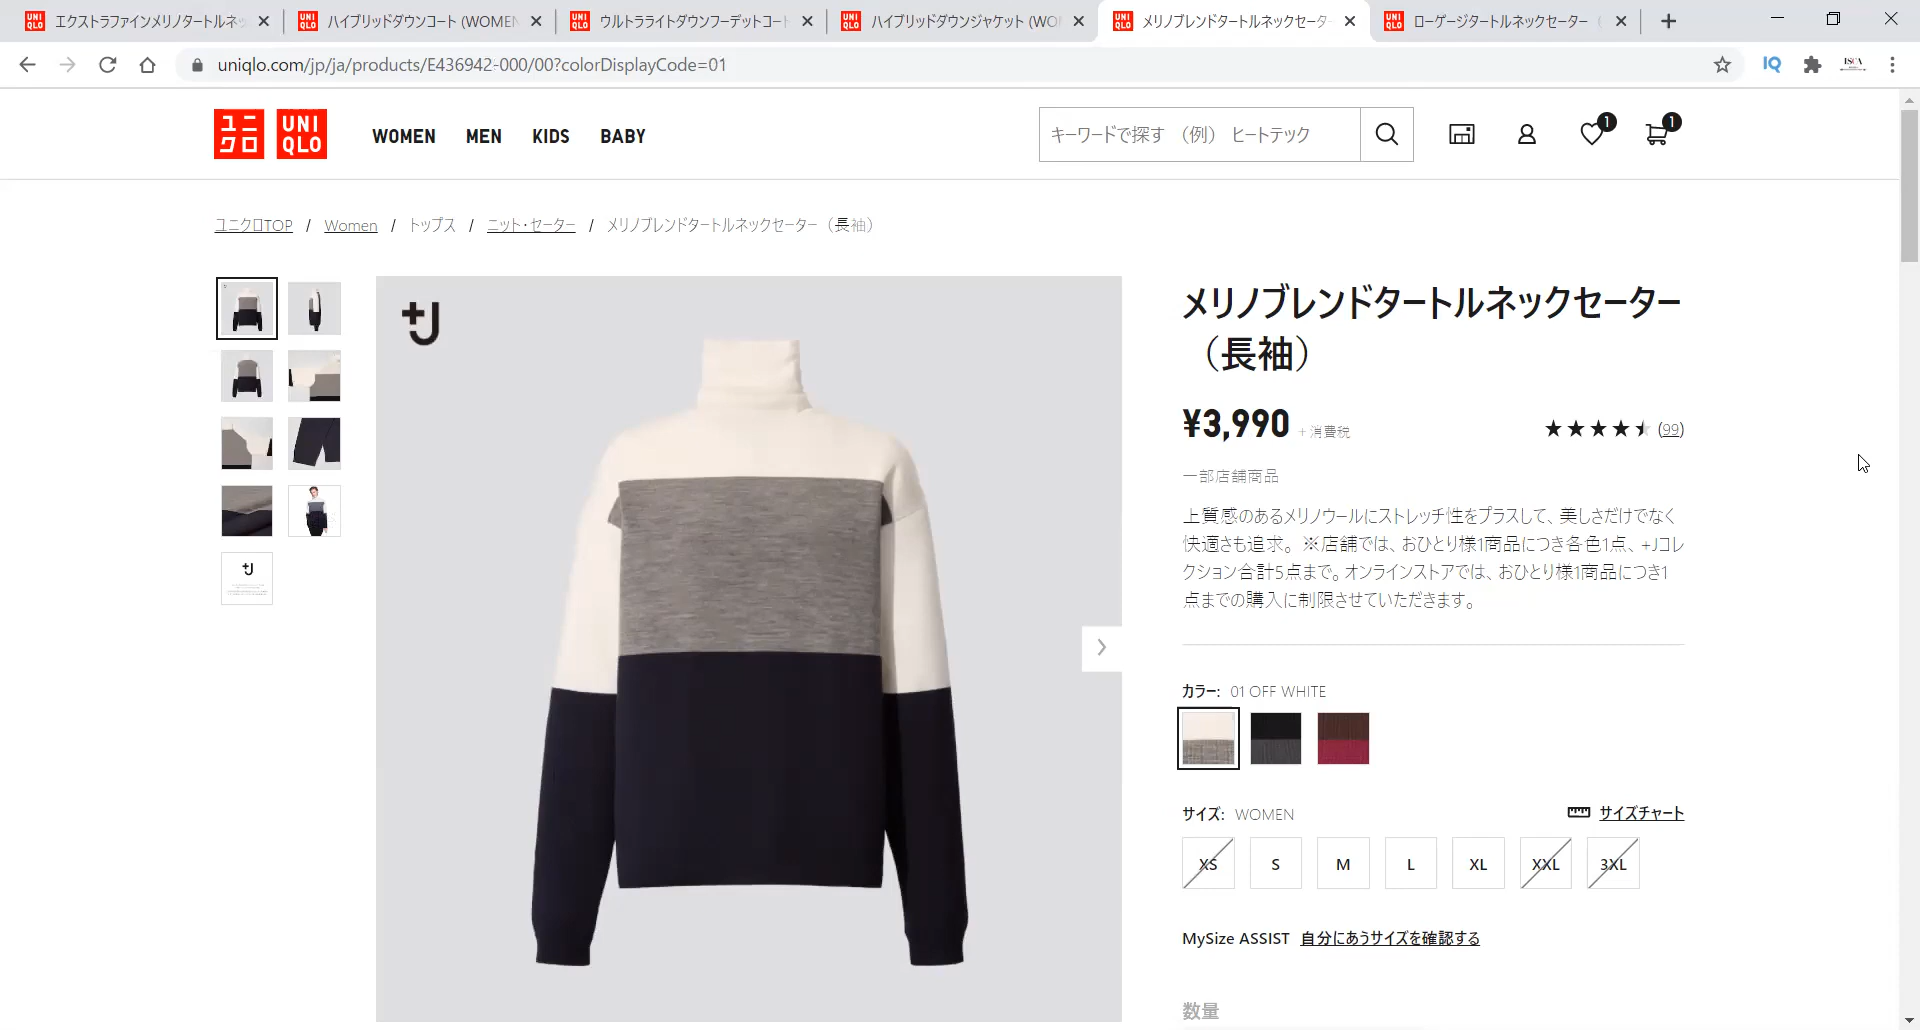 エクストラファインメリノタートルネッ
ハイブリッドダウンコート (WOMEN
ウルトラライトダウンフーデットコート
ハイブリッドダウンジャケット (WO
メリノブレンドタートルネックセーター
ローゲージタートルネックセーター
uniqlo.com/jp/ja/products/E436942-000/00?colorDisplayCode=01
IQ
ユニクロ
UNIQLO
WOMEN MEN KIDS BABY
キーワードで探す （例） ヒートテック
1
1
ユニクロTOP / Women / トップス / ニット・セーター / メリノブレンドタートルネックセーター（長袖）
+J
メリノブレンドタートルネックセーター
（長袖）
¥3,990 + 消費税
(99)
一部店舗商品
上質感のあるメリノウールにストレッチ性をプラスして、美しさだけでなく
快適さも追求。 ※店舗では、おひとり様1商品につき各色1点、+Jコレ
クション合計5点まで。オンラインストアでは、おひとり様1商品につき1
点までの購入に制限させていただきます。
カラー: 01 OFF WHITE
サイズ: WOMEN
サイズチャート
XS S M L XL XXL 3XL
MySize ASSIST 自分にあうサイズを確認する
数量
+J